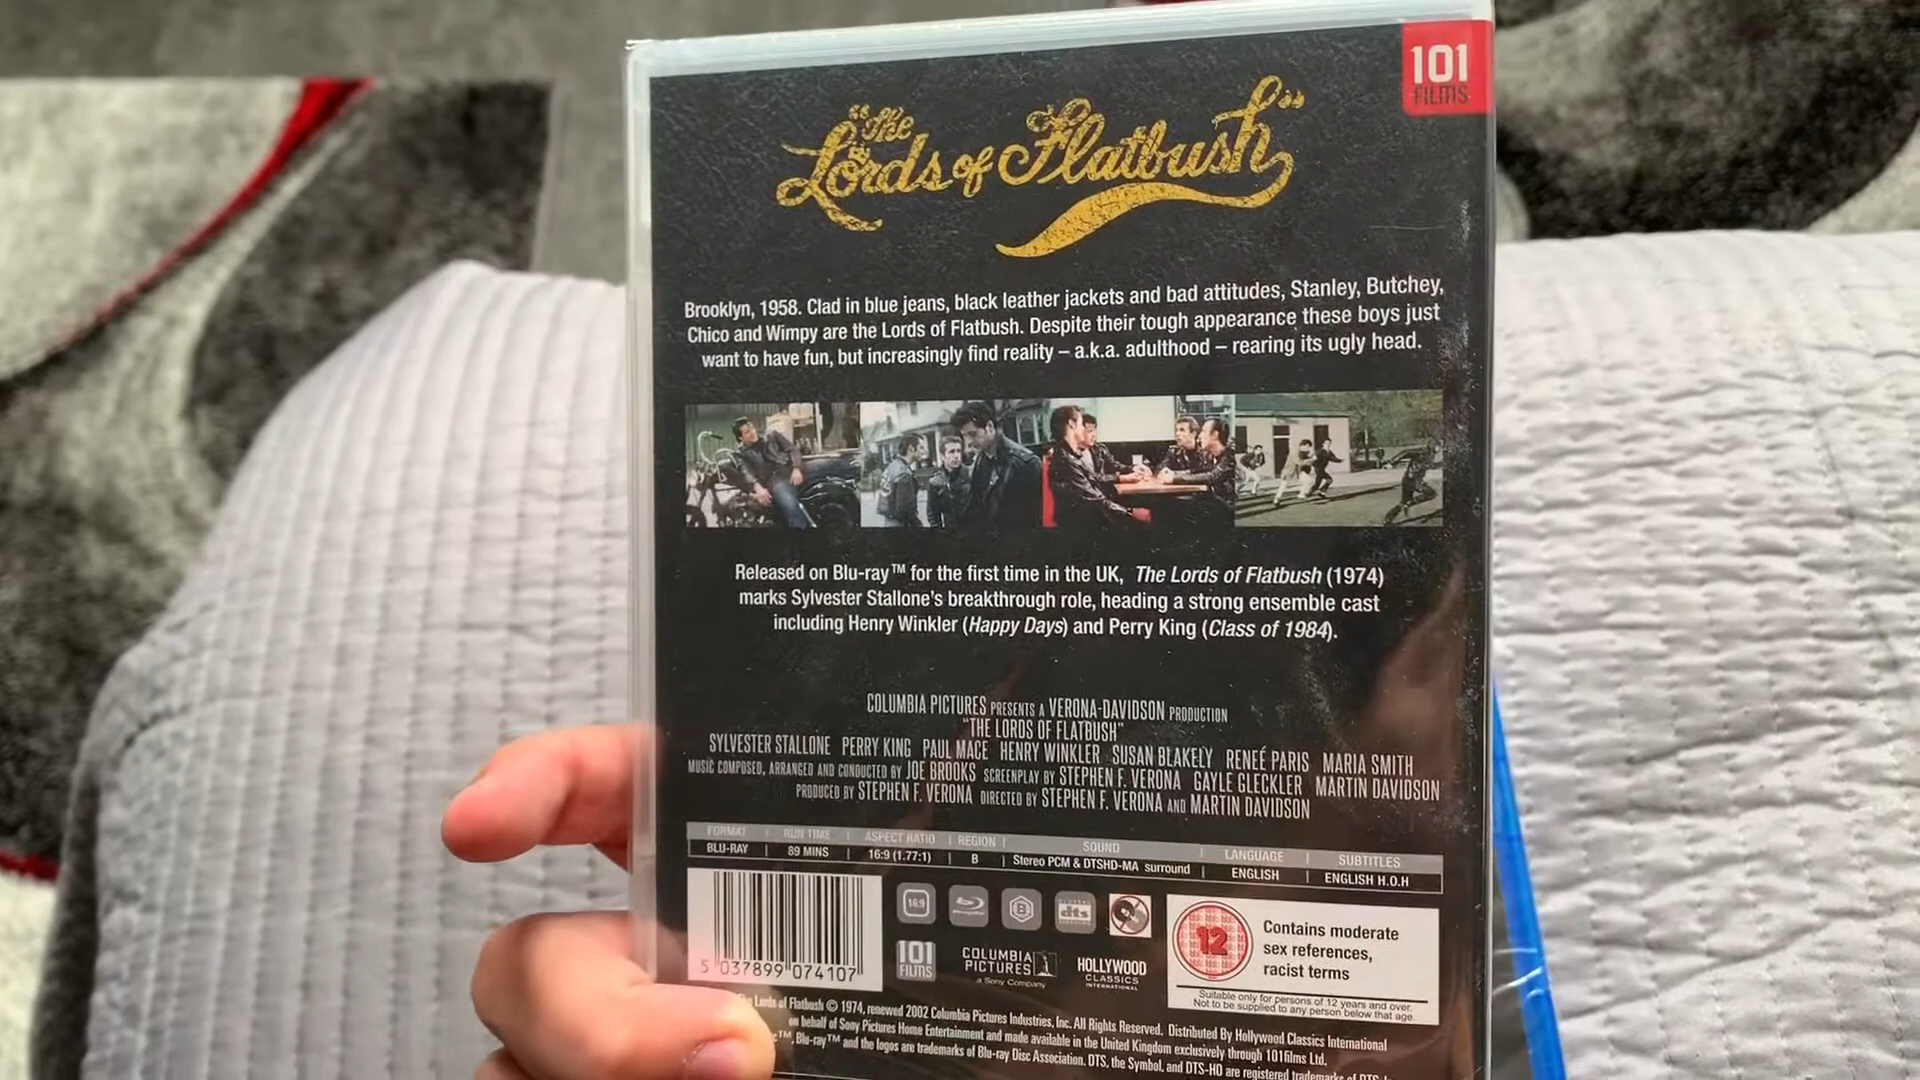 101
FILMS
"The
Lords of Flatbush"
Brooklyn, 1958. Clad in blue jeans, black leather jackets and bad attitudes, Stanley, Butchey,
Chico and Wimpy are the Lords of Flatbush. Despite their tough appearance these boys just
want to have fun, but increasingly find reality – a.k.a. adulthood – rearing its ugly head.
Released on Blu-ray™ for the first time in the UK, The Lords of Flatbush (1974)
marks Sylvester Stallone's breakthrough role, heading a strong ensemble cast
including Henry Winkler (Happy Days) and Perry King (Class of 1984).
COLUMBIA PICTURES PRESENTS A VERONA-DAVIDSON PRODUCTION
"THE LORDS OF FLATBUSH"
SYLVESTER STALLONE PERRY KING PAUL MACE HENRY WINKLER SUSAN BLAKELY RENEÉ PARIS MARIA SMITH
MUSIC COMPOSED, ARRANGED AND CONDUCTED BY JOE BROOKS SCREENPLAY BY STEPHEN F. VERONA GAYLE GLECKLER MARTIN DAVIDSON
PRODUCED BY STEPHEN F. VERONA DIRECTED BY STEPHEN F. VERONA AND MARTIN DAVIDSON
FORMAT RUN TIME ASPECT RATIO REGION SOUND LANGUAGE SUBTITLES
BLU-RAY 89 MINS 16:9 (1.77:1) B Stereo PCM & DTSHD-MA surround ENGLISH ENGLISH H.O.H
5 037899 074107
16:9 B dts
101
FILMS
COLUMBIA
PICTURES
a Sony Company
HOLLYWOOD
CLASSICS
INTERNATIONAL
12
Contains moderate
sex references,
racist terms
Suitable only for persons of 12 years and over.
Not to be supplied to any person below that age.
Lords of Flatbush © 1974, renewed 2002 Columbia Pictures Industries, Inc. All Rights Reserved. Distributed By Hollywood Classics International
on behalf of Sony Pictures Home Entertainment and made available in the United Kingdom exclusively through 101films Ltd.
™, Blu-ray™ and the logos are trademarks of Blu-ray Disc Association. DTS, the Symbol, and DTS-HD are registered trademarks of DTS